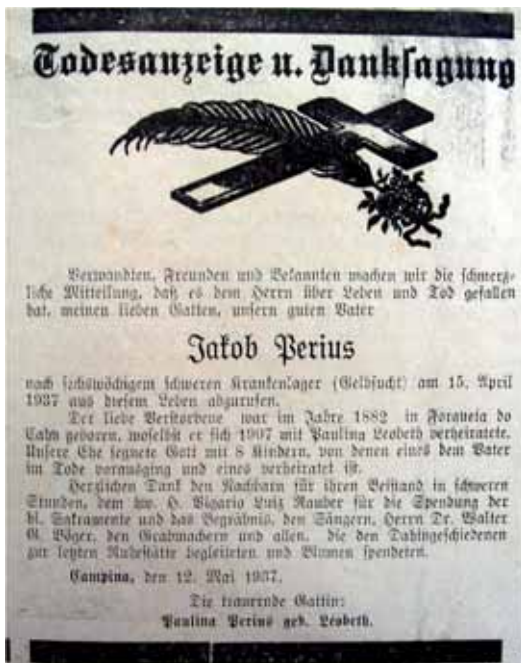 Todesanzeige u. Danksagung
Verwandten, Freunden und Bekannten machen wir die schmerz-
liche Mitteilung, daß es dem Herrn über Leben und Tod gefallen
hat, meinen lieben Gatten, unsern guten Vater
Jakob Perius
nach sechswöchigem schweren Krankenlager (Gelbsucht) am 15. April
1937 aus diesem Leben abzurufen.
Der liebe Verstorbene war im Jahre 1882 in Forqueta do
Cahy geboren, woselbst er sich 1907 mit Paulina Leobeth verheiratete.
Unsere Ehe segnete Gott mit 8 Kindern, von denen eines dem Vater
im Tode vorausging und eines verheiratet ist.
Herzlichen Dank den Nachbarn für ihren Beistand in schweren
Stunden, dem hw. H. Vigario Luiz Rauber für die Spendung der
hl. Sakramente und das Begräbnis, den Sängern, Herrn Dr. Walter
G. Böger, den Grabmachern und allen, die den Dahingeschiedenen
zur letzten Ruhestätte begleiteten und Blumen spendeten.
Campina, den 12. Mai 1937.
Die trauernde Gattin:
Paulina Perius geb. Leobeth.